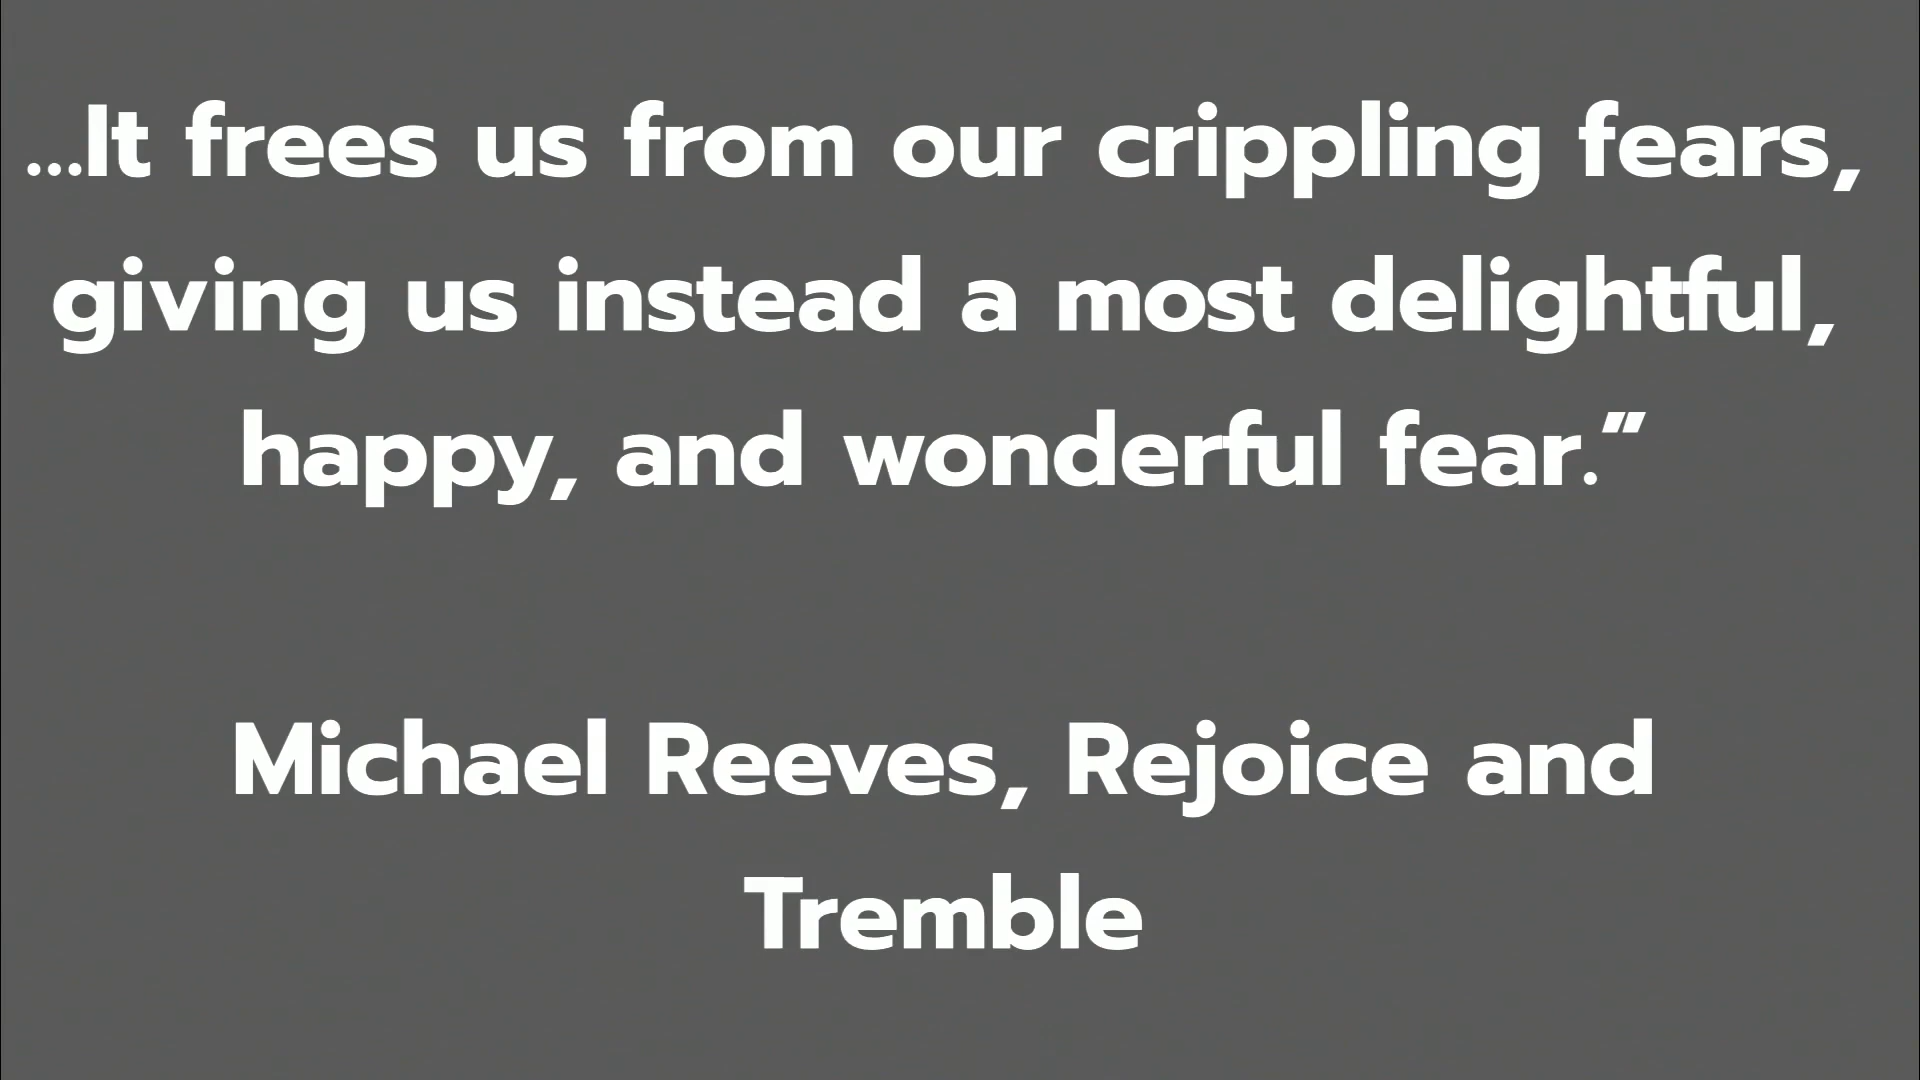 ...It frees us from our crippling fears,
giving us instead a most delightful,
happy, and wonderful fear.”
Michael Reeves, Rejoice and
Tremble